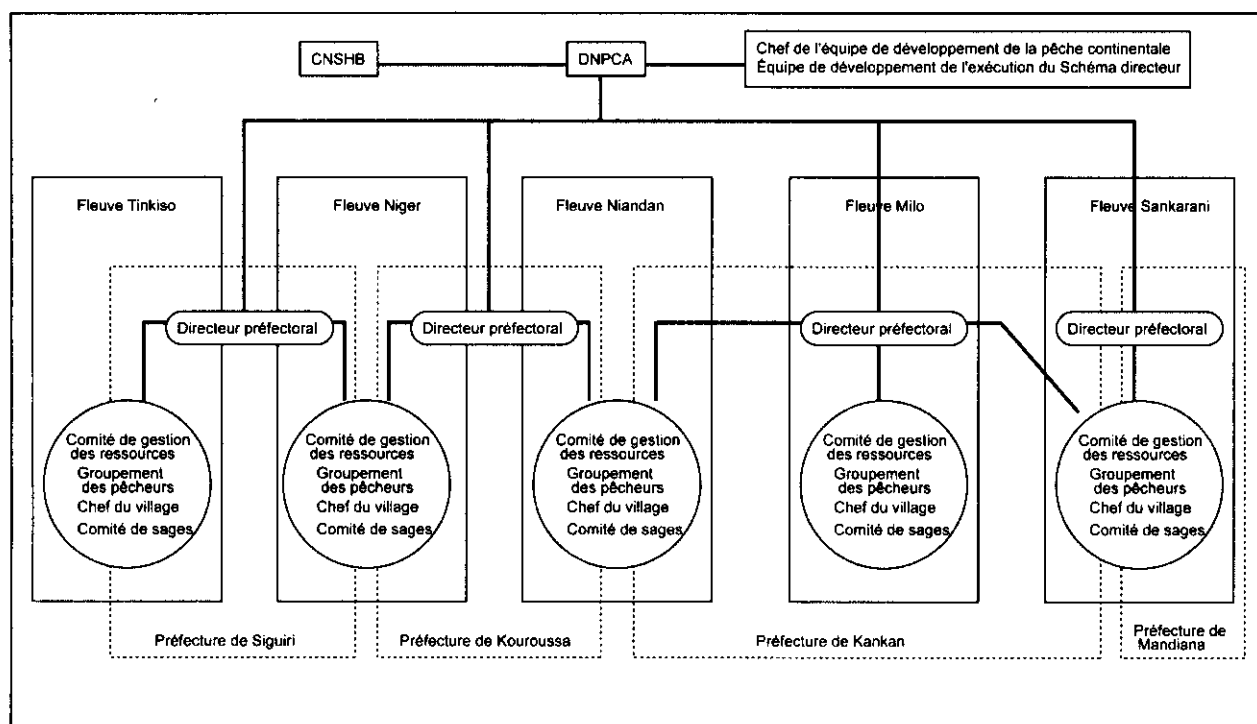 CNSHB
DNPCA
Chef de l'équipe de développement de la pêche continentale
Équipe de développement de l'exécution du Schéma directeur
Fleuve Tinkiso
Fleuve Niger
Fleuve Niandan
Fleuve Milo
Fleuve Sankarani
Directeur préfectoral
Directeur préfectoral
Directeur préfectoral
Directeur préfectoral
Comité de gestion
des ressources
Groupement
des pêcheurs
Chef du village
Comité de sages
Comité de gestion
des ressources
Groupement
des pêcheurs
Chef du village
Comité de sages
Comité de gestion
des ressources
Groupement
des pêcheurs
Chef du village
Comité de sages
Comité de gestion
des ressources
Groupement
des pêcheurs
Chef du village
Comité de sages
Comité de gestion
des ressources
Groupement
des pêcheurs
Chef du village
Comité de sages
Préfecture de Siguiri
Préfecture de Kouroussa
Préfecture de Kankan
Préfecture de
Mandiana